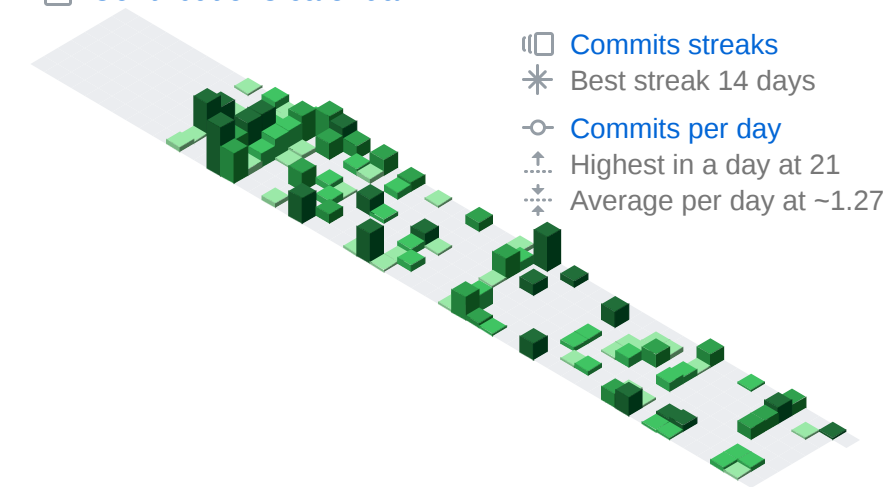 Commits streaks
Best streak 14 days
Commits per day
Highest in a day at 21
Average per day at ~1.27